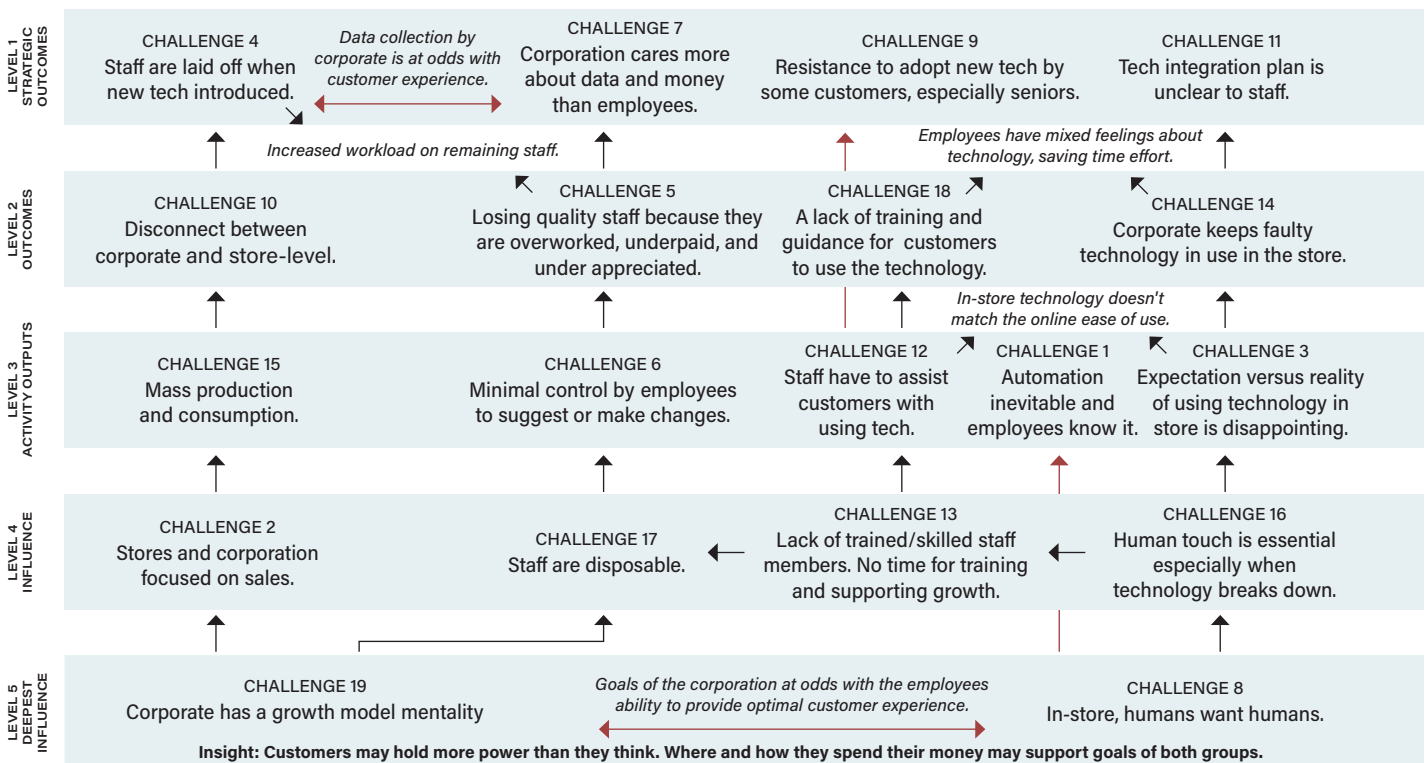 LEVEL 1
STRATEGIC
OUTCOMES
CHALLENGE 4
Staff are laid off when
new tech introduced.
Data collection by
corporate is at odds with
customer experience.
CHALLENGE 7
Corporation cares more
about data and money
than employees.
CHALLENGE 9
Resistance to adopt new tech by
some customers, especially seniors.
CHALLENGE 11
Tech integration plan is
unclear to staff.
Increased workload on remaining staff.
Employees have mixed feelings about
technology, saving time effort.
LEVEL 2
OUTCOMES
CHALLENGE 10
Disconnect between
corporate and store-level.
CHALLENGE 5
Losing quality staff because they
are overworked, underpaid, and
under appreciated.
CHALLENGE 18
A lack of training and
guidance for customers
to use the technology.
CHALLENGE 14
Corporate keeps faulty
technology in use in the store.
In-store technology doesn't
match the online ease of use.
LEVEL 3
ACTIVITY OUTPUTS
CHALLENGE 15
Mass production
and consumption.
CHALLENGE 6
Minimal control by employees
to suggest or make changes.
CHALLENGE 12
Staff have to assist
customers with
using tech.
CHALLENGE 1
Automation
inevitable and
employees know it.
CHALLENGE 3
Expectation versus reality
of using technology in
store is disappointing.
LEVEL 4
INFLUENCE
CHALLENGE 2
Stores and corporation
focused on sales.
CHALLENGE 17
Staff are disposable.
CHALLENGE 13
Lack of trained/skilled staff
members. No time for training
and supporting growth.
CHALLENGE 16
Human touch is essential
especially when
technology breaks down.
LEVEL 5
DEEPEST
INFLUENCE
CHALLENGE 19
Corporate has a growth model mentality
Goals of the corporation at odds with the employees
ability to provide optimal customer experience.
CHALLENGE 8
In-store, humans want humans.
Insight: Customers may hold more power than they think. Where and how they spend their money may support goals of both groups.